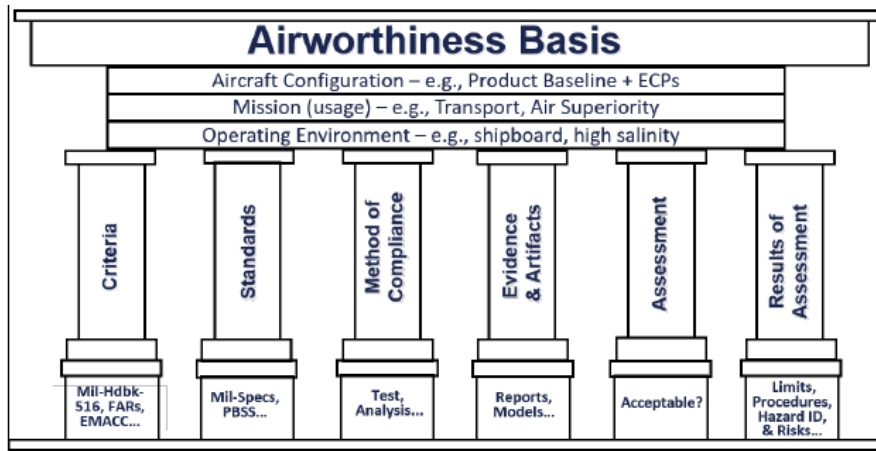 Airworthiness Basis
Aircraft Configuration – e.g., Product Baseline + ECPs
Mission (usage) – e.g., Transport, Air Superiority
Operating Environment – e.g., shipboard, high salinity
Criteria
Standards
Method of
Compliance
Evidence
& Artifacts
Assessment
Results of
Assessment
Mil-Hdbk-
516, FARs,
EMACC...
Mil-Specs,
PBSS...
Test,
Analysis...
Reports,
Models...
Acceptable?
Limits,
Procedures,
Hazard ID,
& Risks...